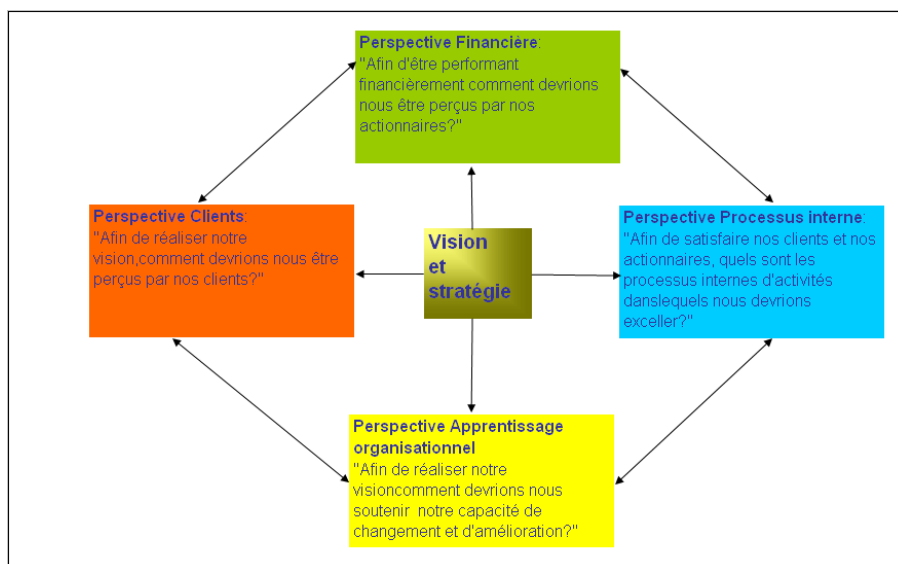 Perspective Financière:
"Afin d'être performant
financièrement comment devrions
nous être perçus par nos
actionnaires?"
Perspective Clients:
"Afin de réaliser notre
vision,comment devrions nous être
perçus par nos clients?"
Vision
et
stratégie
Perspective Processus interne:
"Afin de satisfaire nos clients et nos
actionnaires, quels sont les
processus internes d'activités
danslequels nous devrions
exceller?"
Perspective Apprentissage
organisationnel
"Afin de réaliser notre
visioncomment devrions nous
soutenir notre capacité de
changement et d'amélioration?"